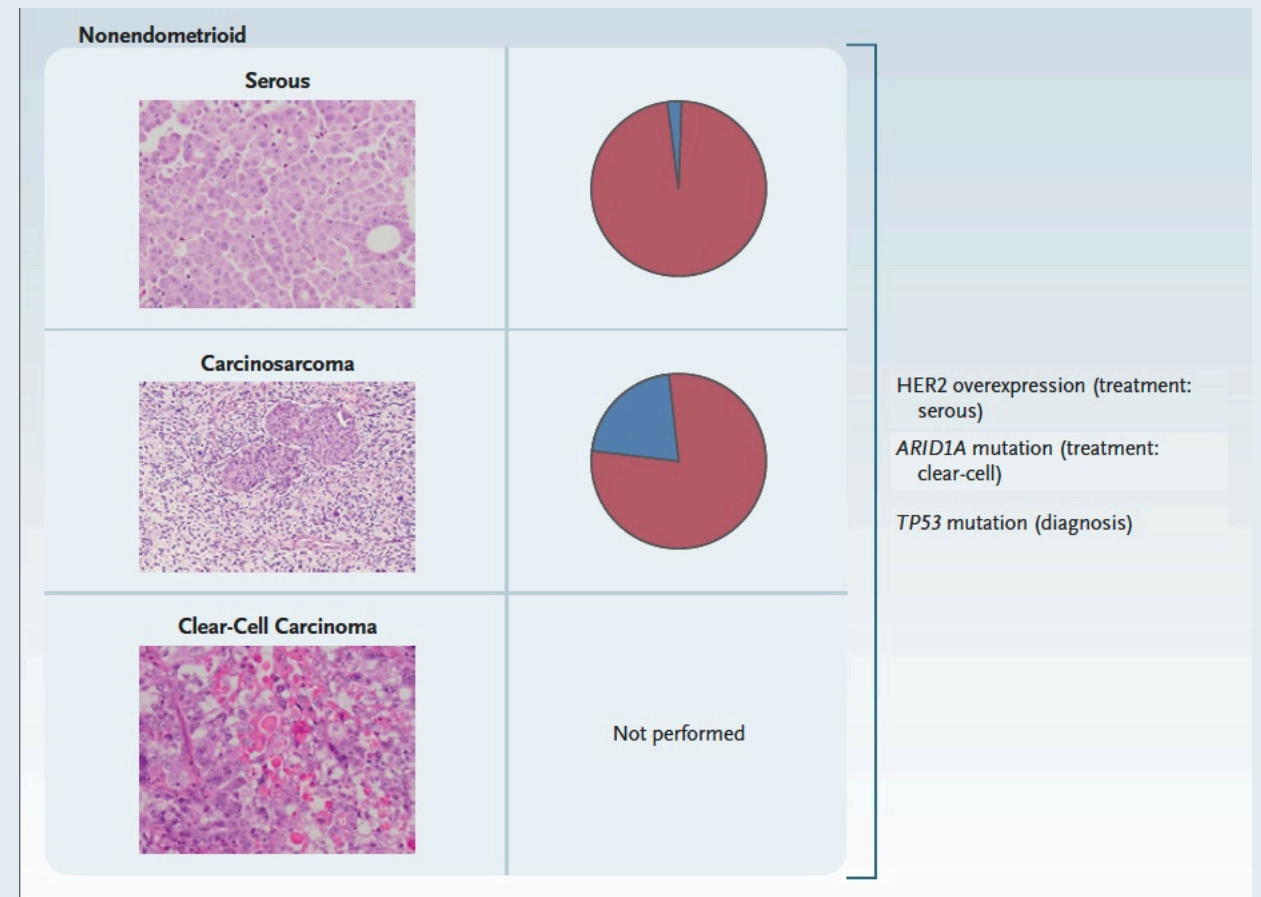 Nonendometrioid
Serous
Carcinosarcoma
Clear-Cell Carcinoma
Not performed
HER2 overexpression (treatment:
serous)
ARID1A mutation (treatment:
clear-cell)
TP53 mutation (diagnosis)